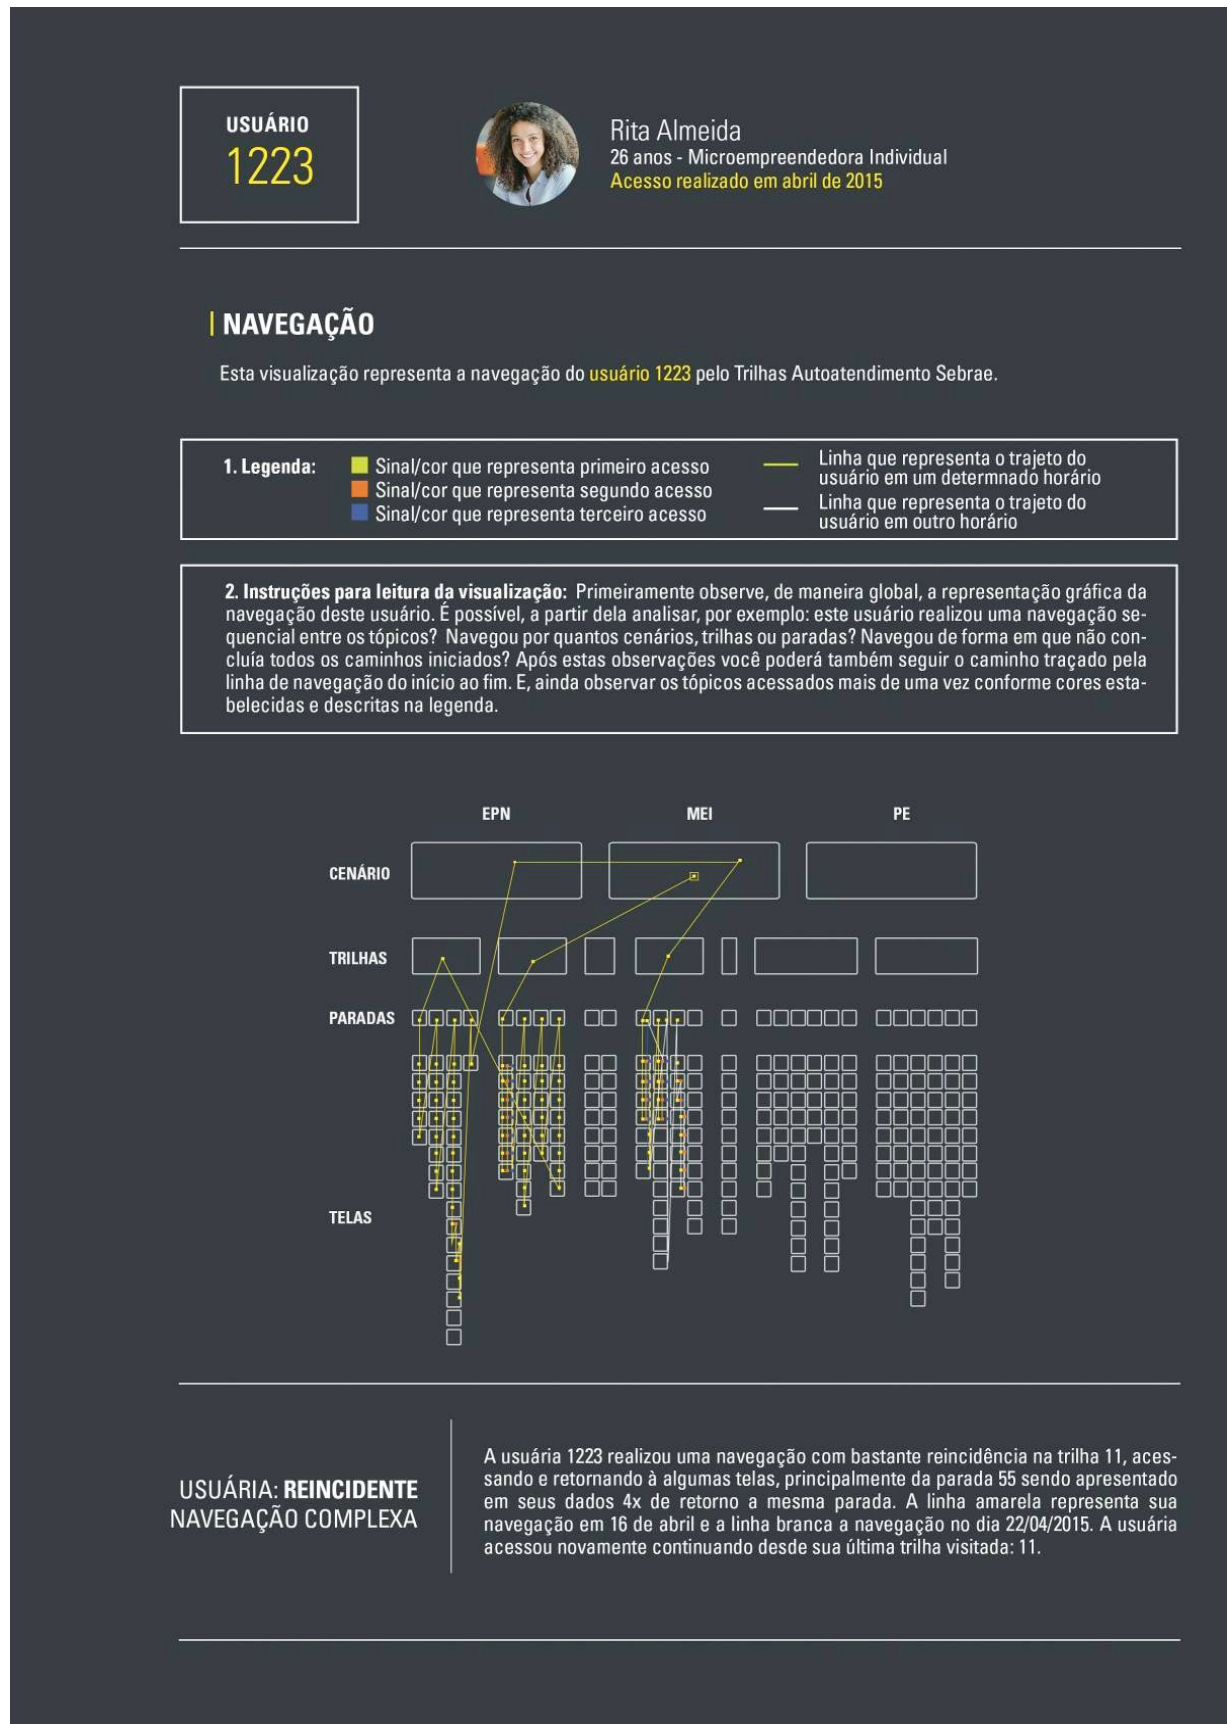 USUÁRIO
1223
Rita Almeida
26 anos - Microempreendedora Individual
Acesso realizado em abril de 2015
NAVEGAÇÃO
Esta visualização representa a navegação do usuário 1223 pelo Trilhas Autoatendimento Sebrae.
1. Legenda:
Sinal/cor que representa primeiro acesso
Sinal/cor que representa segundo acesso
Sinal/cor que representa terceiro acesso
Linha que representa o trajeto do
usuário em um determnado horário
Linha que representa o trajeto do
usuário em outro horário
2. Instruções para leitura da visualização: Primeiramente observe, de maneira global, a representação gráfica da
navegação deste usuário. É possível, a partir dela analisar, por exemplo: este usuário realizou uma navegação se-
quencial entre os tópicos? Navegou por quantos cenários, trilhas ou paradas? Navegou de forma em que não con-
cluía todos os caminhos iniciados? Após estas observações você poderá também seguir o caminho traçado pela
linha de navegação do início ao fim. E, ainda observar os tópicos acessados mais de uma vez conforme cores esta-
belecidas e descritas na legenda.
EPN MEI PE
CENÁRIO
TRILHAS
PARADAS
TELAS
USUÁRIA: REINCIDENTE
NAVEGAÇÃO COMPLEXA
A usuária 1223 realizou uma navegação com bastante reincidência na trilha 11, aces-
sando e retornando à algumas telas, principalmente da parada 55 sendo apresentado
em seus dados 4x de retorno a mesma parada. A linha amarela representa sua
navegação em 16 de abril e a linha branca a navegação no dia 22/04/2015. A usuária
acessou novamente continuando desde sua última trilha visitada: 11.